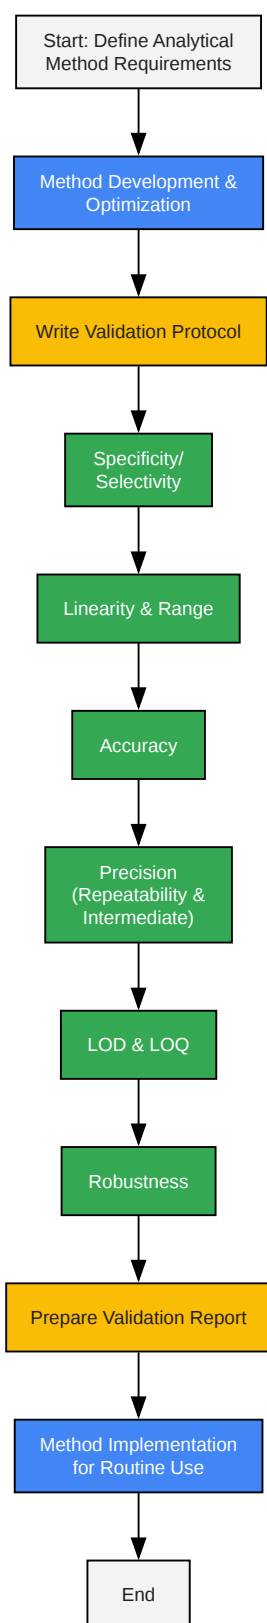 Start: Define Analytical
Method Requirements
Method Development &
Optimization
Write Validation Protocol
Specificity/
Selectivity
Linearity & Range
Accuracy
Precision
(Repeatability &
Intermediate)
LOD & LOQ
Robustness
Prepare Validation Report
Method Implementation
for Routine Use
End